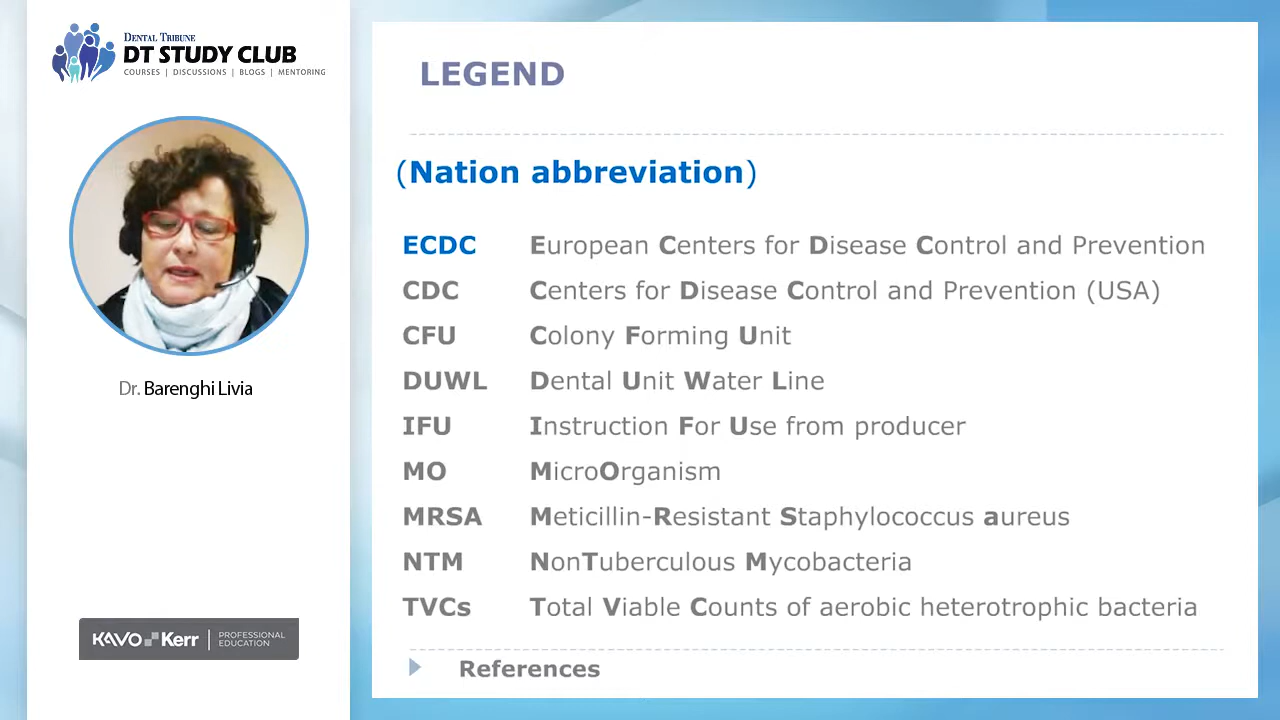 DENTAL TRIBUNE
DT STUDY CLUB
COURSES | DISCUSSIONS | BLOGS | MENTORING
Dr. Barenghi Livia
KAVO Kerr | PROFESSIONAL EDUCATION
LEGEND
(Nation abbreviation)
ECDC European Centers for Disease Control and Prevention
CDC Centers for Disease Control and Prevention (USA)
CFU Colony Forming Unit
DUWL Dental Unit Water Line
IFU Instruction For Use from producer
MO MicroOrganism
MRSA Meticillin-Resistant Staphylococcus aureus
NTM NonTuberculous Mycobacteria
TVCs Total Viable Counts of aerobic heterotrophic bacteria
References